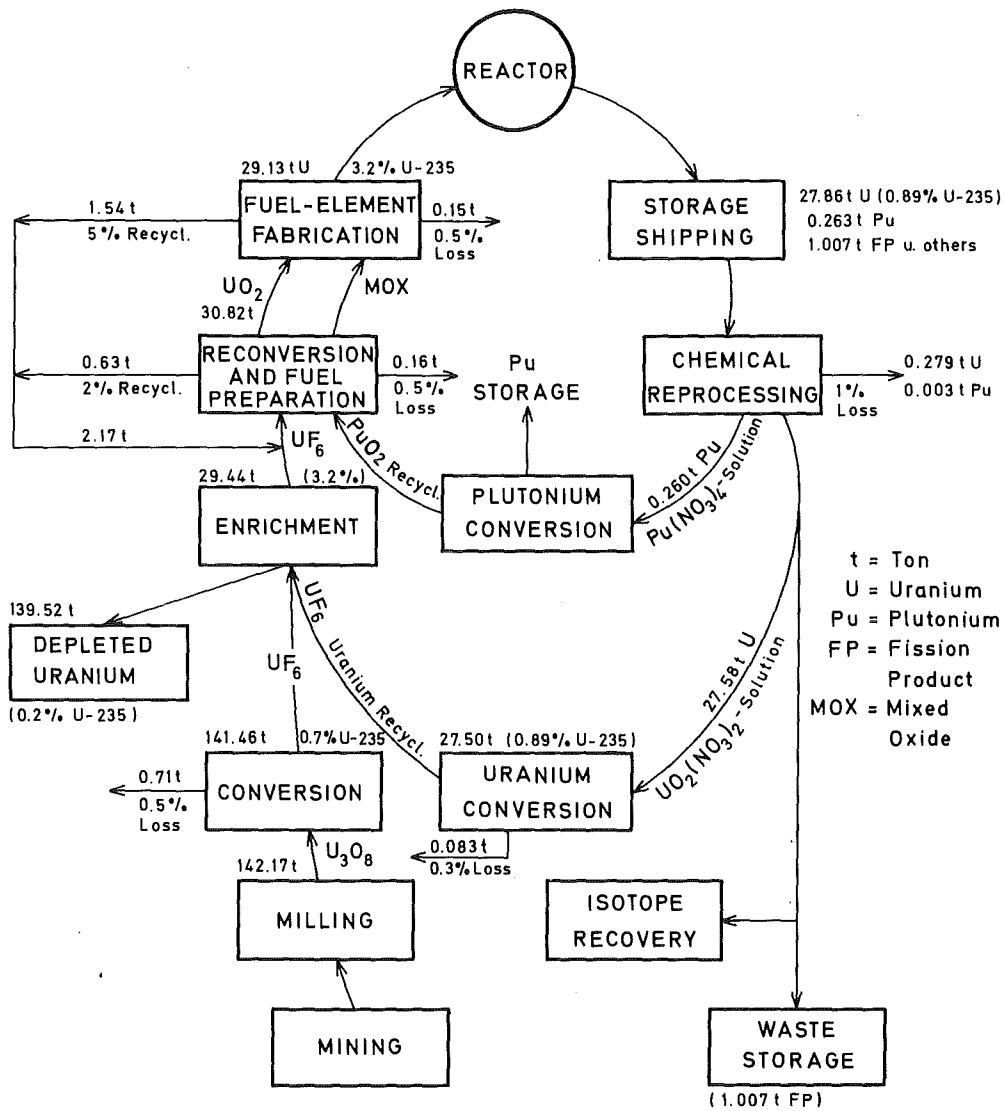 REACTOR
29.13 t U
3.2% U-235
FUEL-ELEMENT
FABRICATION
1.54 t
5% Recycl.
0.15 t
0.5%
Loss
STORAGE
SHIPPING
27.86 t U (0.89% U-235)
0.263 t Pu
1.007 t FP u. others
UO2
30.82 t
MOX
RECONVERSION
AND FUEL
PREPARATION
0.63 t
2% Recycl.
0.16 t
0.5%
Loss
Pu
STORAGE
CHEMICAL
REPROCESSING
1%
Loss
0.279 t U
0.003 t Pu
2.17 t
UF6
29.44 t
(3.2%)
PuO2 Recycl.
ENRICHMENT
PLUTONIUM
CONVERSION
0.260 t Pu
Pu(NO3)4-Solution
139.52 t
DEPLETED
URANIUM
(0.2% U-235)
UF6
UF6 Uranium Recycl.
27.58 t U
UO2(NO3)2-Solution
t = Ton
U = Uranium
Pu = Plutonium
FP = Fission
Product
MOX = Mixed
Oxide
141.46 t
0.7% U-235
CONVERSION
0.71 t
0.5%
Loss
27.50 t (0.89% U-235)
URANIUM
CONVERSION
0.083 t
0.3% Loss
U3O8
142.17 t
MILLING
ISOTOPE
RECOVERY
MINING
WASTE
STORAGE
(1.007 t FP)